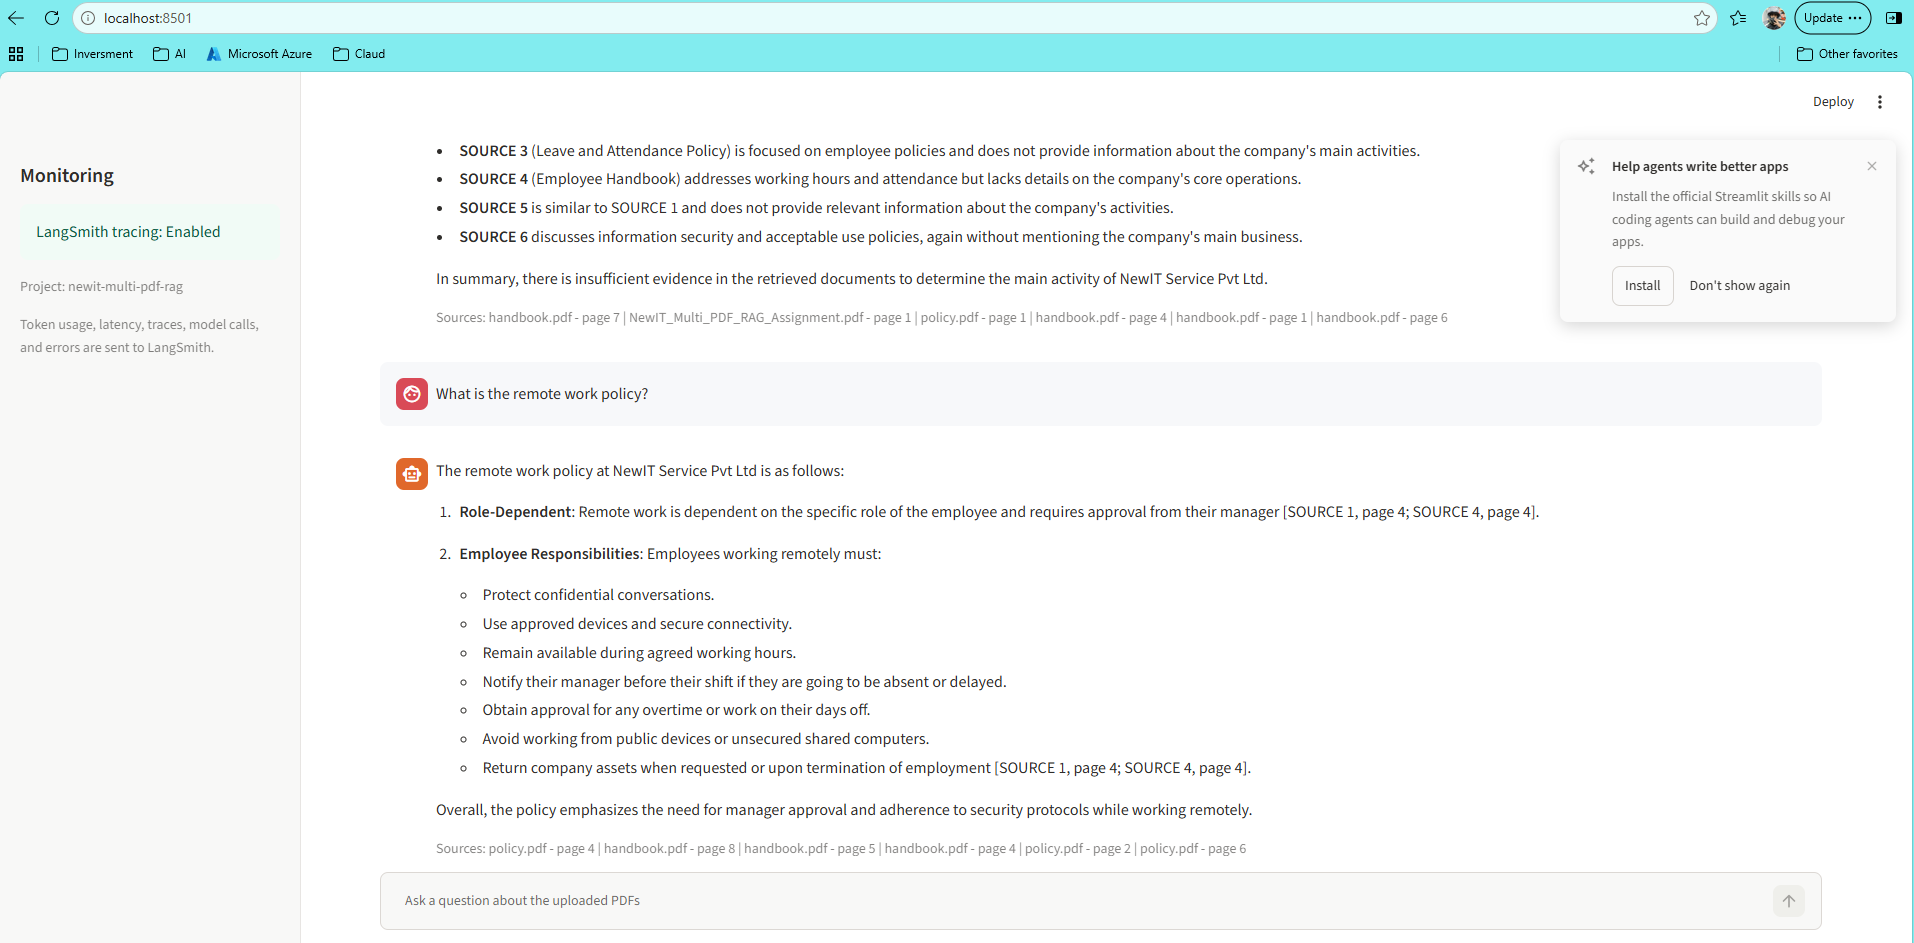 localhost:8501
Update
Inversment
AI
Microsoft Azure
Claud
Other favorites
Deploy
Monitoring
LangSmith tracing: Enabled
Project: newit-multi-pdf-rag
Token usage, latency, traces, model calls,
and errors are sent to LangSmith.
• SOURCE 3 (Leave and Attendance Policy) is focused on employee policies and does not provide information about the company's main activities.
• SOURCE 4 (Employee Handbook) addresses working hours and attendance but lacks details on the company's core operations.
• SOURCE 5 is similar to SOURCE 1 and does not provide relevant information about the company's activities.
• SOURCE 6 discusses information security and acceptable use policies, again without mentioning the company's main business.
In summary, there is insufficient evidence in the retrieved documents to determine the main activity of NewIT Service Pvt Ltd.
Sources: handbook.pdf - page 7 | NewIT_Multi_PDF_RAG_Assignment.pdf - page 1 | policy.pdf - page 1 | handbook.pdf - page 4 | handbook.pdf - page 1 | handbook.pdf - page 6
Help agents write better apps
Install the official Streamlit skills so AI
coding agents can build and debug your
apps.
Install
Don't show again
What is the remote work policy?
The remote work policy at NewIT Service Pvt Ltd is as follows:
1. Role-Dependent: Remote work is dependent on the specific role of the employee and requires approval from their manager [SOURCE 1, page 4; SOURCE 4, page 4].
2. Employee Responsibilities: Employees working remotely must:
◦ Protect confidential conversations.
◦ Use approved devices and secure connectivity.
◦ Remain available during agreed working hours.
◦ Notify their manager before their shift if they are going to be absent or delayed.
◦ Obtain approval for any overtime or work on their days off.
◦ Avoid working from public devices or unsecured shared computers.
◦ Return company assets when requested or upon termination of employment [SOURCE 1, page 4; SOURCE 4, page 4].
Overall, the policy emphasizes the need for manager approval and adherence to security protocols while working remotely.
Sources: policy.pdf - page 4 | handbook.pdf - page 8 | handbook.pdf - page 5 | handbook.pdf - page 4 | policy.pdf - page 2 | policy.pdf - page 6
Ask a question about the uploaded PDFs